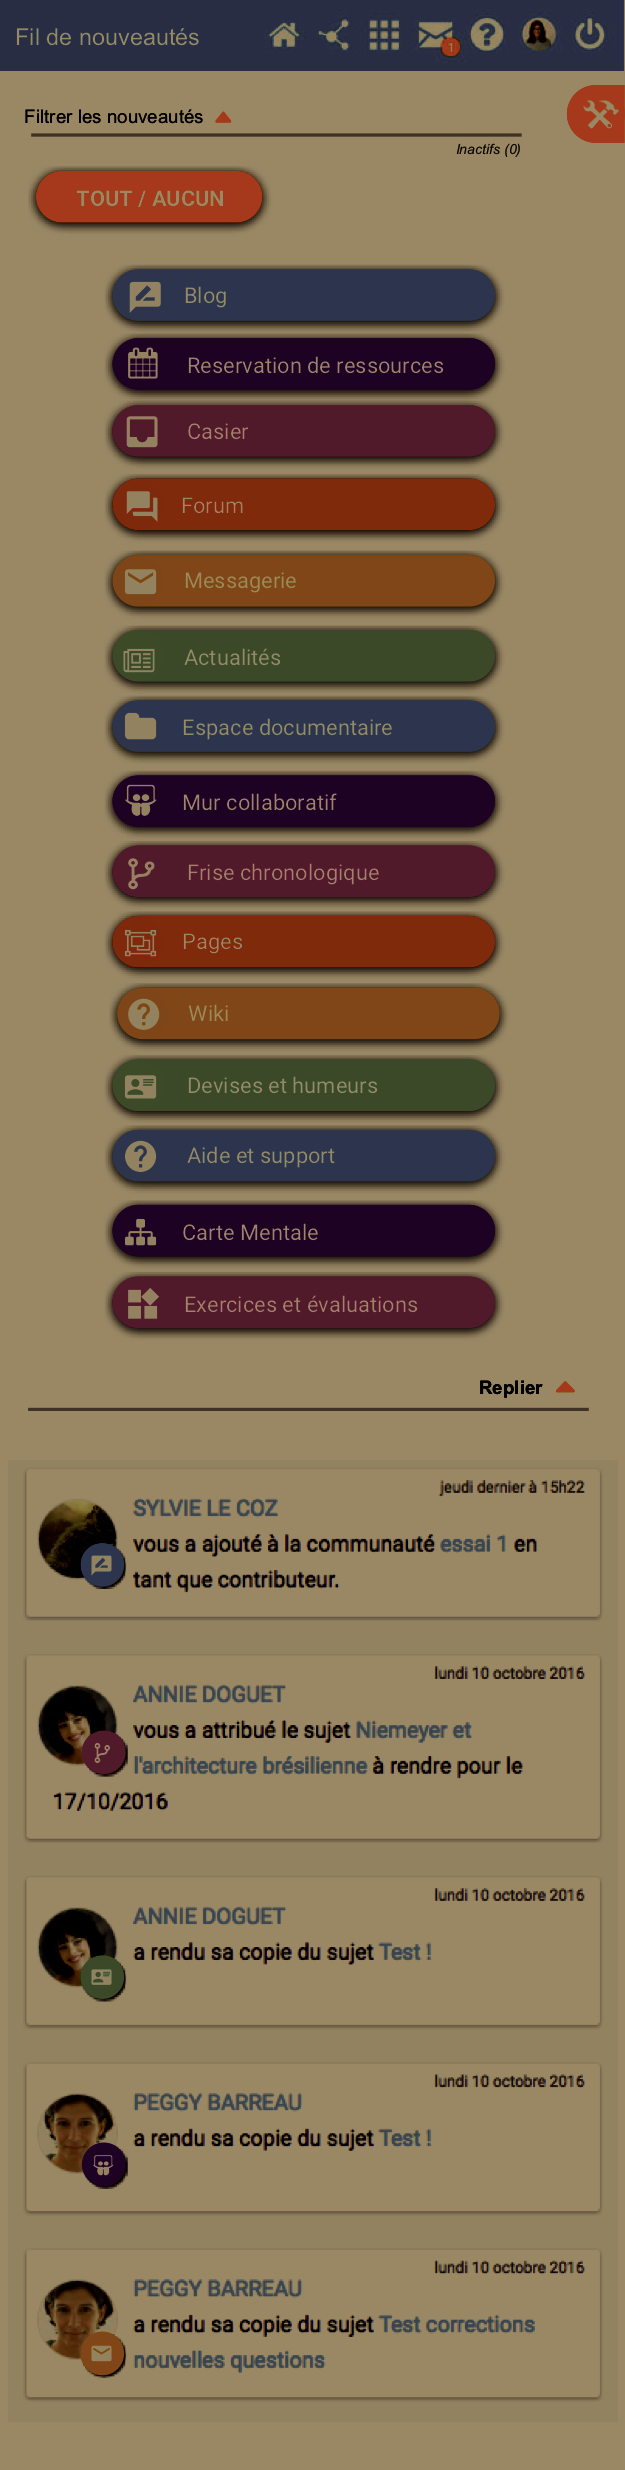 Fil de nouveautés
1
Filtrer les nouveautés
Inactifs (0)
TOUT / AUCUN
Blog
Reservation de ressources
Casier
Forum
Messagerie
Actualités
Espace documentaire
Mur collaboratif
Frise chronologique
Pages
Wiki
Devises et humeurs
Aide et support
Carte Mentale
Exercices et évaluations
Replier
jeudi dernier à 15h22
SYLVIE LE COZ
vous a ajouté à la communauté essai 1 en
tant que contributeur.
lundi 10 octobre 2016
ANNIE DOGUET
vous a attribué le sujet Niemeyer et
l'architecture brésilienne à rendre pour le
17/10/2016
lundi 10 octobre 2016
ANNIE DOGUET
a rendu sa copie du sujet Test !
lundi 10 octobre 2016
PEGGY BARREAU
a rendu sa copie du sujet Test !
lundi 10 octobre 2016
PEGGY BARREAU
a rendu sa copie du sujet Test corrections
nouvelles questions